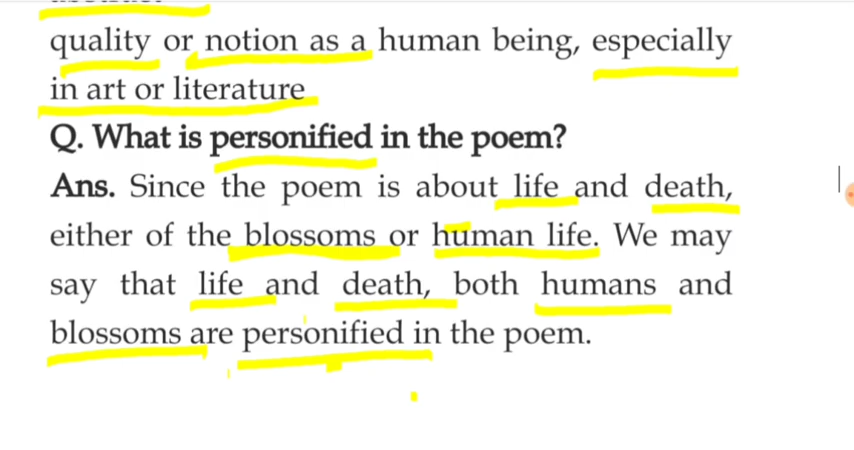 quality or notion as a human being, especially
in art or literature
Q. What is personified in the poem?
Ans. Since the poem is about life and death,
either of the blossoms or human life. We may
say that life and death, both humans and
blossoms are personified in the poem.